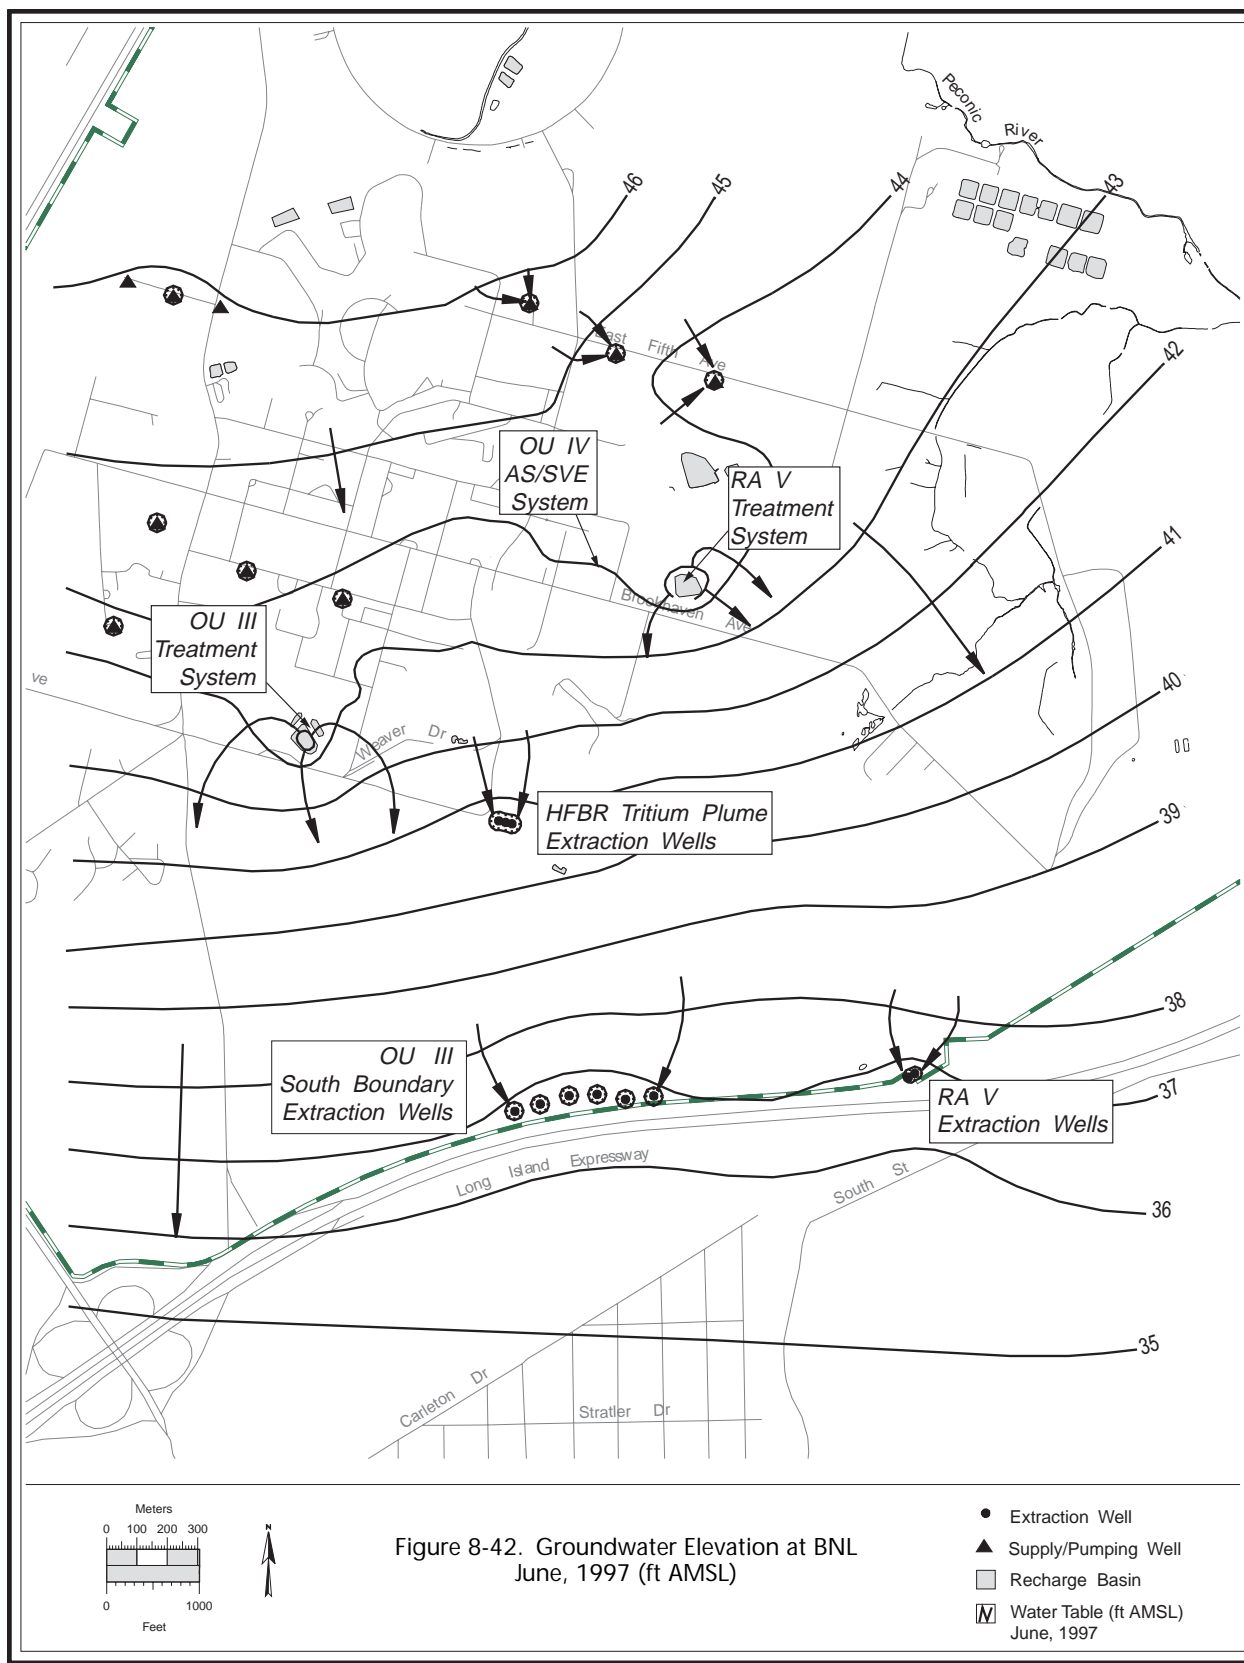 Peconic
River
46
45
44
43
42
East Fifth Ave
OU IV
AS/SVE
System
RA V
Treatment
System
41
Brookhaven Ave
OU III
Treatment
System
ve
40
Weaver Dr
HFBR Tritium Plume
Extraction Wells
39
38
OU III
South Boundary
Extraction Wells
RA V
Extraction Wells
37
Long Island Expressway
South St
36
35
Carleton Dr
Stratler Dr
Meters
0 100 200 300
0 1000
Feet
N
Figure 8-42. Groundwater Elevation at BNL
June, 1997 (ft AMSL)
Extraction Well
Supply/Pumping Well
Recharge Basin
N Water Table (ft AMSL)
June, 1997